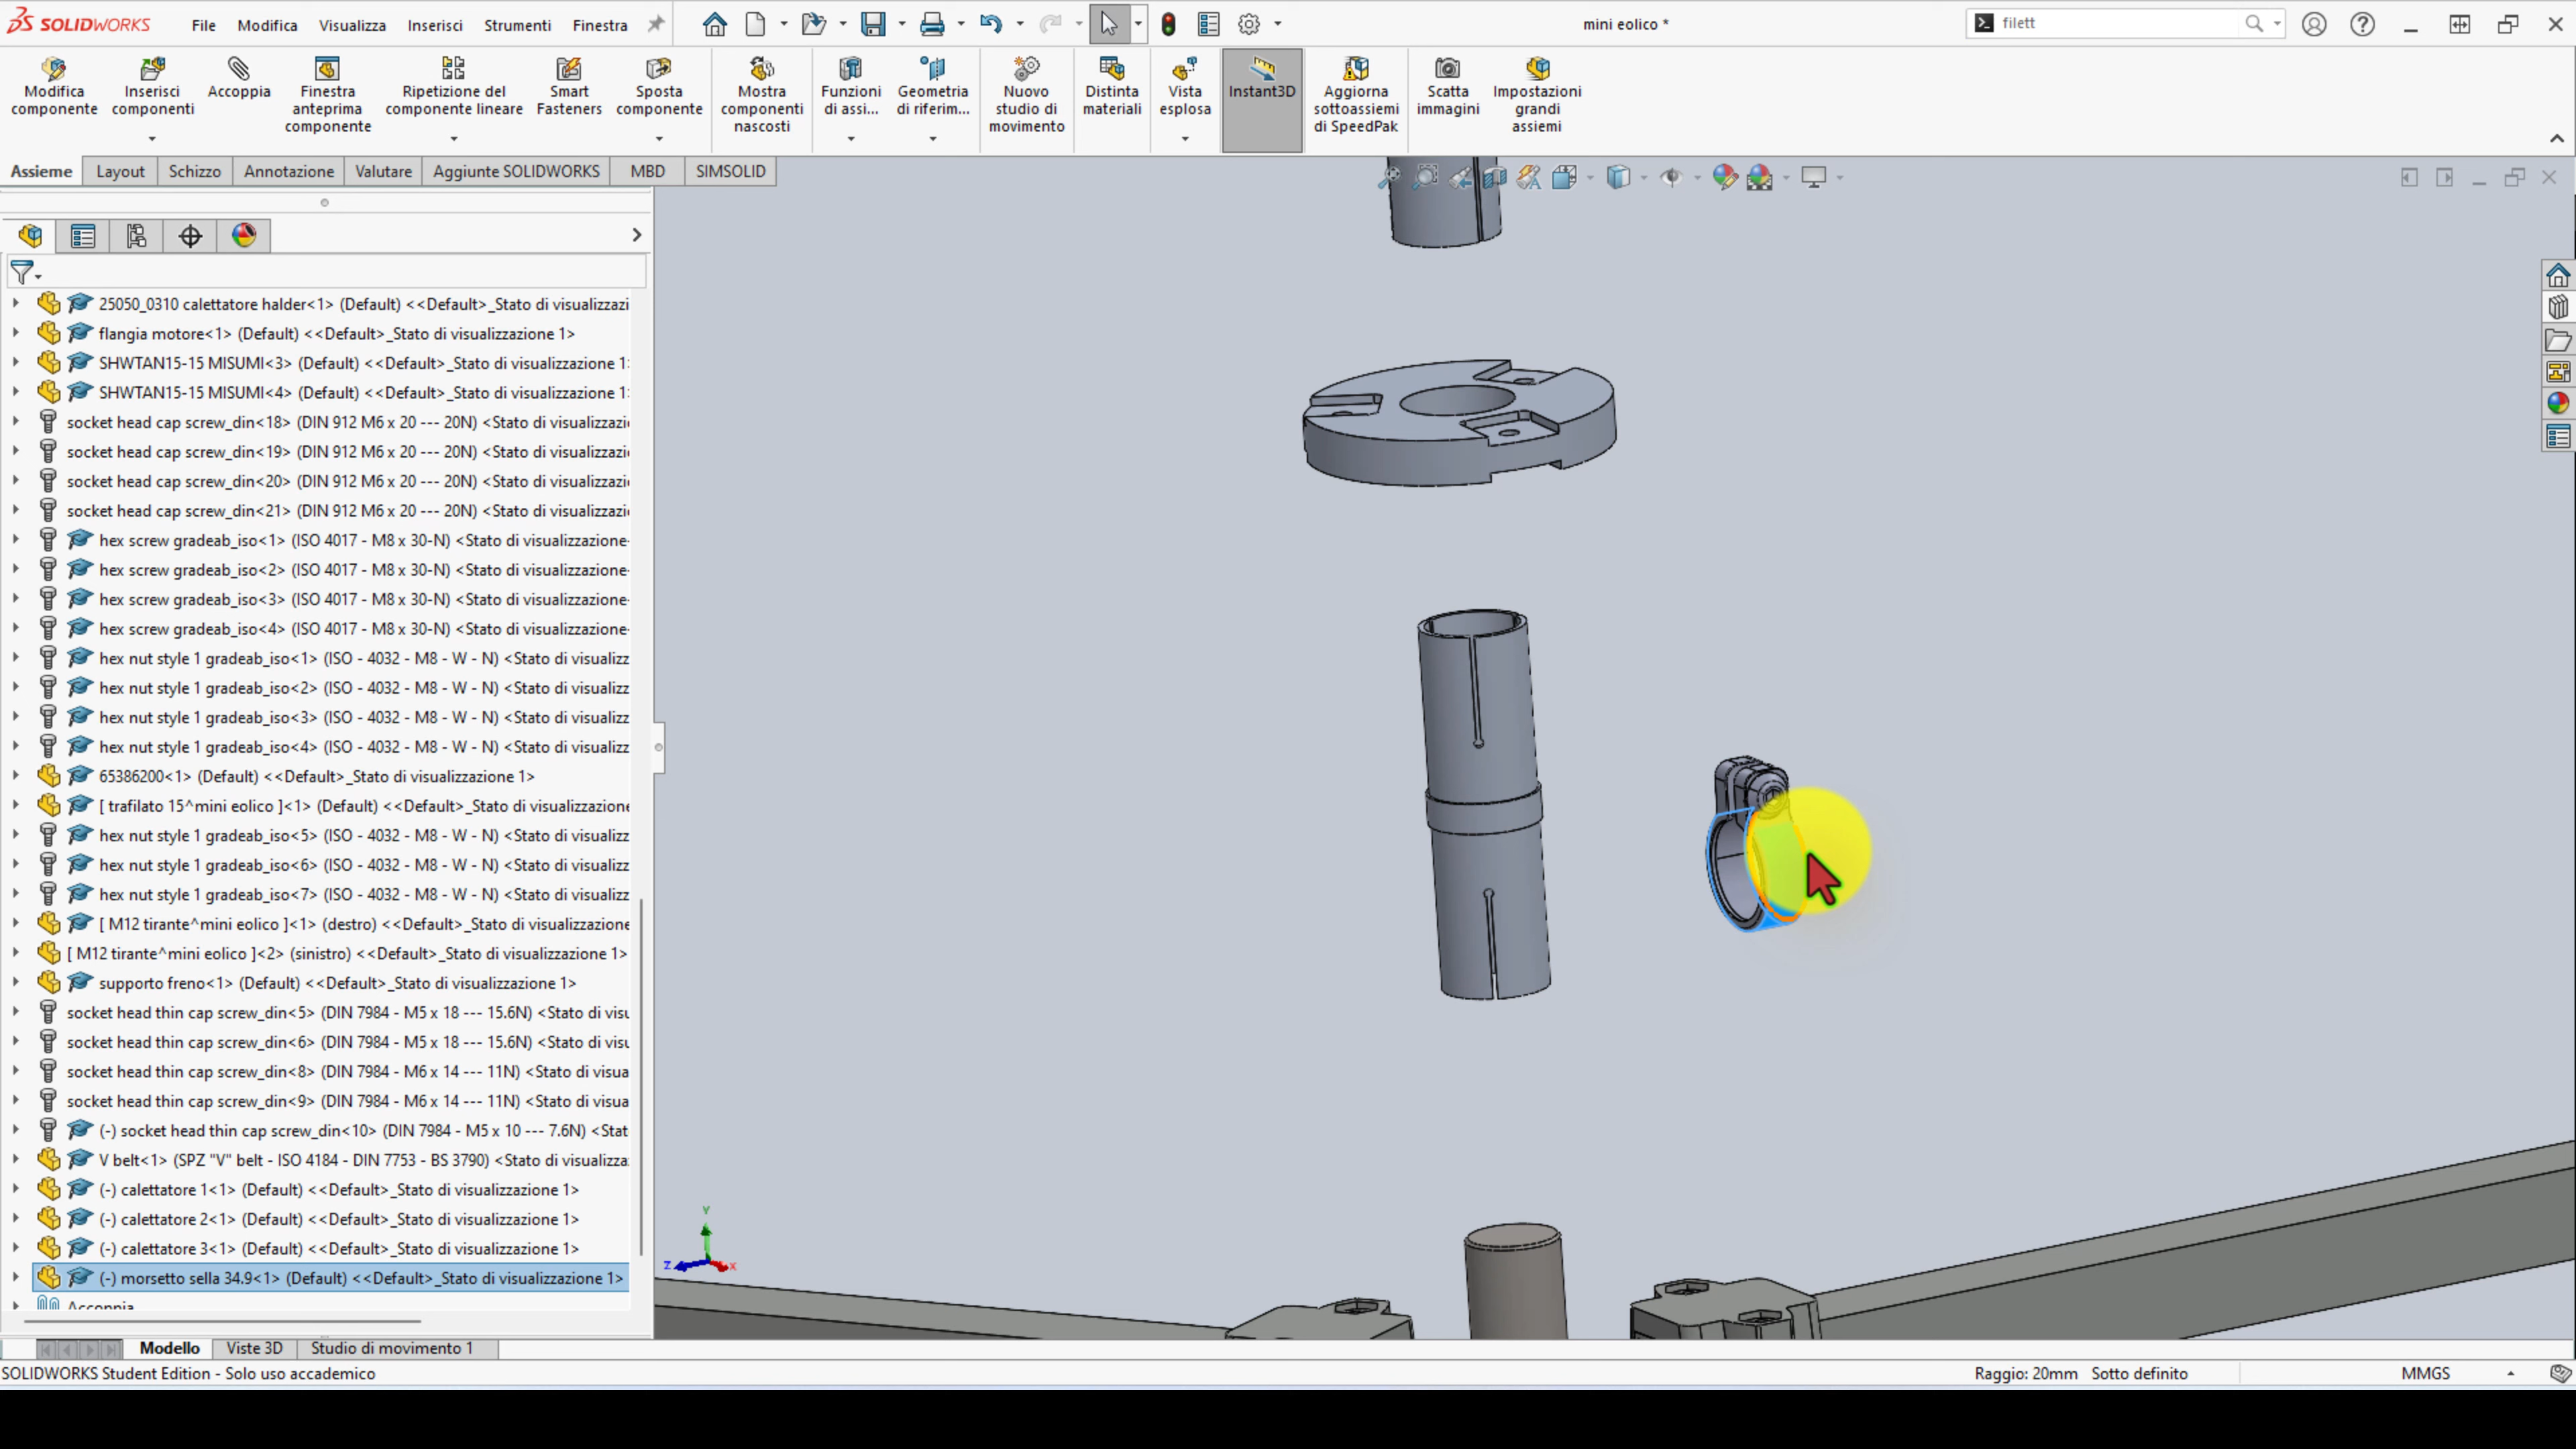 SOLIDWORKS File Modifica Visualizza Inserisci Strumenti Finestra mini eolico * filett
Modifica componente
Inserisci componenti
Accoppia
Finestra anteprima componente
Ripetizione del componente lineare
Smart Fasteners
Sposta componente
Mostra componenti nascosti
Funzioni di assi...
Geometria di riferim...
Nuovo studio di movimento
Distinta materiali
Vista esplosa
Instant3D
Aggiorna sottoassiemi di SpeedPak
Scatta immagini
Impostazioni grandi assiemi
Assieme Layout Schizzo Annotazione Valutare Aggiunte SOLIDWORKS MBD SIMSOLID
25050_0310 calettatore halder<1> (Default) <<Default>_Stato di visualizzazi
flangia motore<1> (Default) <<Default>_Stato di visualizzazione 1>
SHWTAN15-15 MISUMI<3> (Default) <<Default>_Stato di visualizzazione 1
SHWTAN15-15 MISUMI<4> (Default) <<Default>_Stato di visualizzazione 1
socket head cap screw_din<18> (DIN 912 M6 x 20 --- 20N) <Stato di visualizzazi
socket head cap screw_din<19> (DIN 912 M6 x 20 --- 20N) <Stato di visualizzazi
socket head cap screw_din<20> (DIN 912 M6 x 20 --- 20N) <Stato di visualizzazi
socket head cap screw_din<21> (DIN 912 M6 x 20 --- 20N) <Stato di visualizzazi
hex screw gradeab_iso<1> (ISO 4017 - M8 x 30-N) <Stato di visualizzazione-
hex screw gradeab_iso<2> (ISO 4017 - M8 x 30-N) <Stato di visualizzazione-
hex screw gradeab_iso<3> (ISO 4017 - M8 x 30-N) <Stato di visualizzazione-
hex screw gradeab_iso<4> (ISO 4017 - M8 x 30-N) <Stato di visualizzazione-
hex nut style 1 gradeab_iso<1> (ISO - 4032 - M8 - W - N) <Stato di visualizz
hex nut style 1 gradeab_iso<2> (ISO - 4032 - M8 - W - N) <Stato di visualizz
hex nut style 1 gradeab_iso<3> (ISO - 4032 - M8 - W - N) <Stato di visualizz
hex nut style 1 gradeab_iso<4> (ISO - 4032 - M8 - W - N) <Stato di visualizz
65386200<1> (Default) <<Default>_Stato di visualizzazione 1>
[ trafilato 15^mini eolico ]<1> (Default) <<Default>_Stato di visualizzazione
hex nut style 1 gradeab_iso<5> (ISO - 4032 - M8 - W - N) <Stato di visualizz
hex nut style 1 gradeab_iso<6> (ISO - 4032 - M8 - W - N) <Stato di visualizz
hex nut style 1 gradeab_iso<7> (ISO - 4032 - M8 - W - N) <Stato di visualizz
[ M12 tirante^mini eolico ]<1> (destro) <<Default>_Stato di visualizzazione
[ M12 tirante^mini eolico ]<2> (sinistro) <<Default>_Stato di visualizzazione 1>
supporto freno<1> (Default) <<Default>_Stato di visualizzazione 1>
socket head thin cap screw_din<5> (DIN 7984 - M5 x 18 --- 15.6N) <Stato di visu
socket head thin cap screw_din<6> (DIN 7984 - M5 x 18 --- 15.6N) <Stato di visu
socket head thin cap screw_din<8> (DIN 7984 - M6 x 14 --- 11N) <Stato di visua
socket head thin cap screw_din<9> (DIN 7984 - M6 x 14 --- 11N) <Stato di visua
(-) socket head thin cap screw_din<10> (DIN 7984 - M5 x 10 --- 7.6N) <Stat
V belt<1> (SPZ "V" belt - ISO 4184 - DIN 7753 - BS 3790) <Stato di visualizza
(-) calettatore 1<1> (Default) <<Default>_Stato di visualizzazione 1>
(-) calettatore 2<1> (Default) <<Default>_Stato di visualizzazione 1>
(-) calettatore 3<1> (Default) <<Default>_Stato di visualizzazione 1>
(-) morsetto sella 34.9<1> (Default) <<Default>_Stato di visualizzazione 1>
Accoppia
Y
Z
X
Modello Viste 3D Studio di movimento 1
SOLIDWORKS Student Edition - Solo uso accademico Raggio: 20mm Sotto definito MMGS